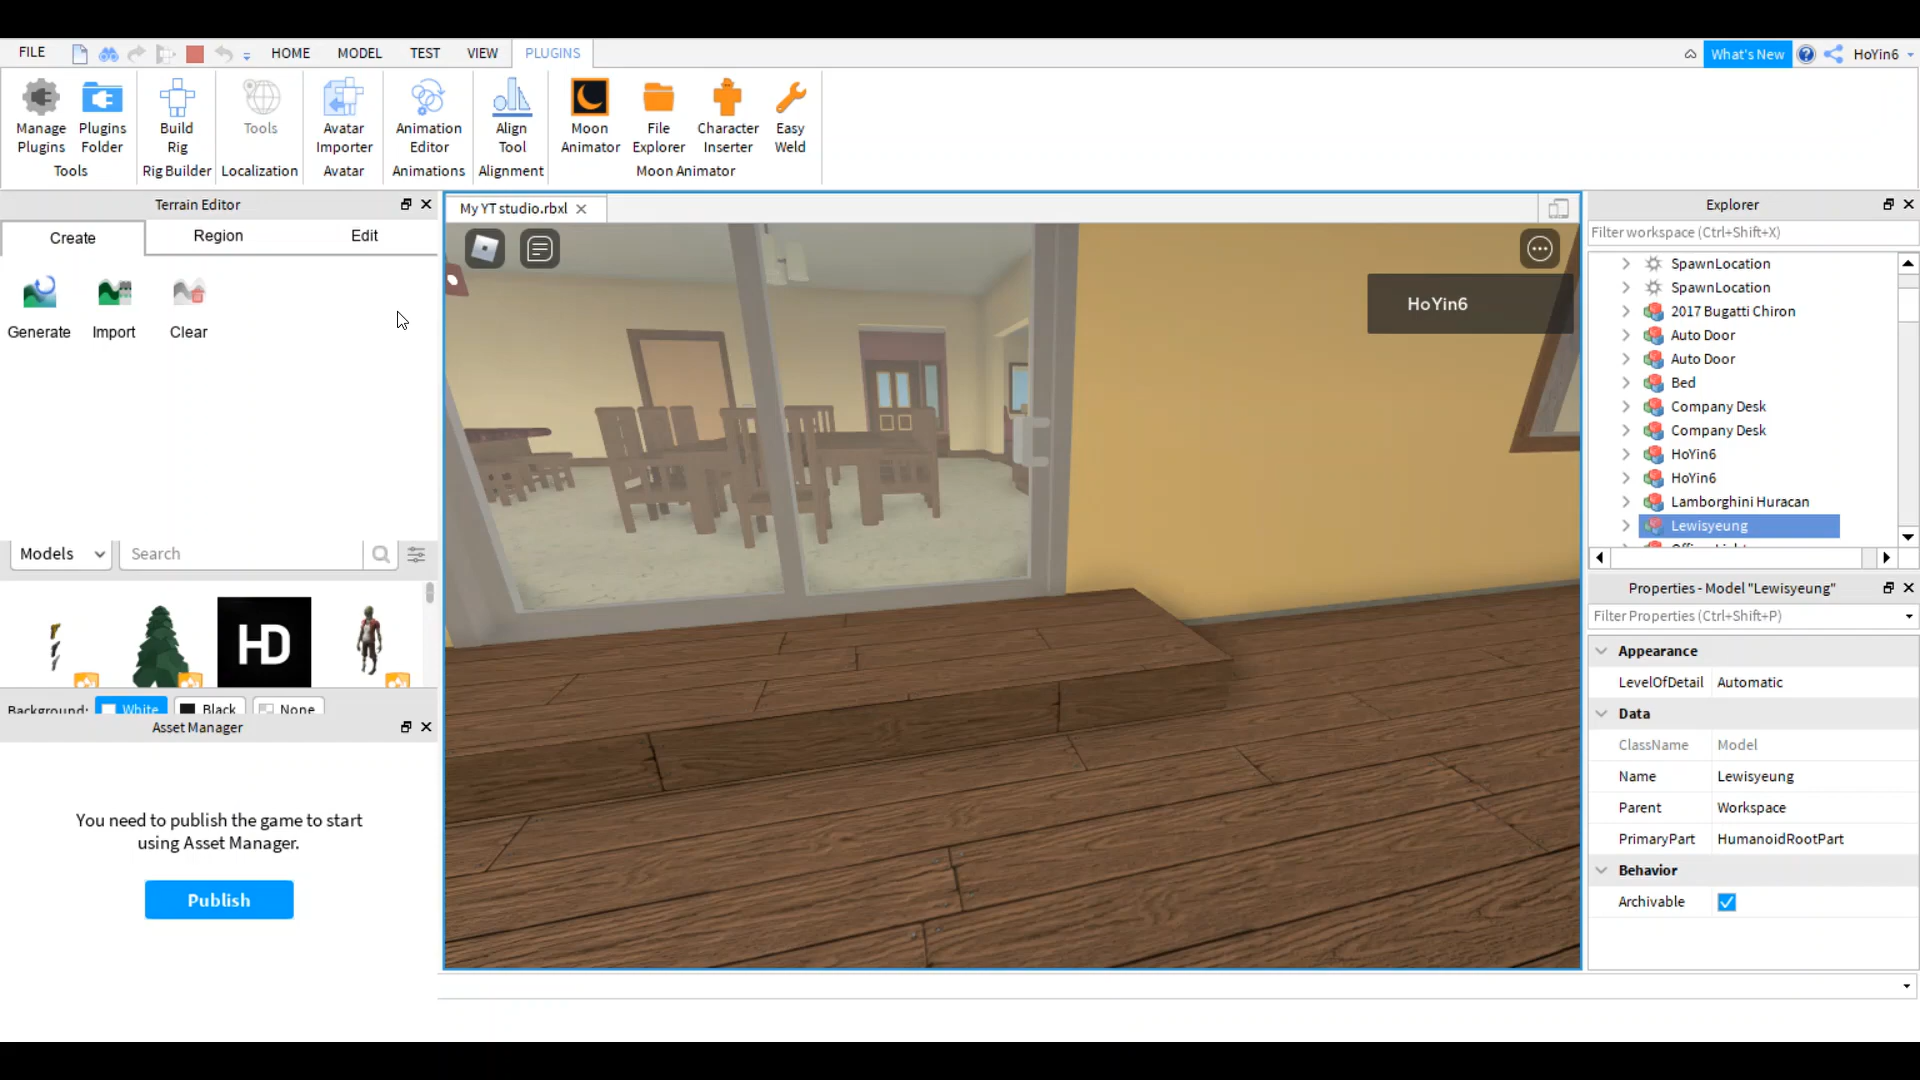 FILE
HOME
MODEL
TEST
VIEW
PLUGINS
What's New
HoYin6
Manage Plugins
Plugins Folder
Tools
Build Rig
Rig Builder
Tools
Localization
Avatar Importer
Avatar
Animation Editor
Animations
Align Tool
Alignment
Moon Animator
File Explorer
Character Inserter
Easy Weld
Moon Animator
Terrain Editor
Create
Region
Edit
Generate
Import
Clear
Models
Search
HD
Background:
White
Black
None
Asset Manager
You need to publish the game to start
using Asset Manager.
Publish
My YT studio.rbxl
HoYin6
Explorer
Filter workspace (Ctrl+Shift+X)
SpawnLocation
SpawnLocation
2017 Bugatti Chiron
Auto Door
Auto Door
Bed
Company Desk
Company Desk
HoYin6
HoYin6
Lamborghini Huracan
Lewisyeung
Properties - Model "Lewisyeung"
Filter Properties (Ctrl+Shift+P)
Appearance
LevelOfDetail Automatic
Data
ClassName Model
Name Lewisyeung
Parent Workspace
PrimaryPart HumanoidRootPart
Behavior
Archivable